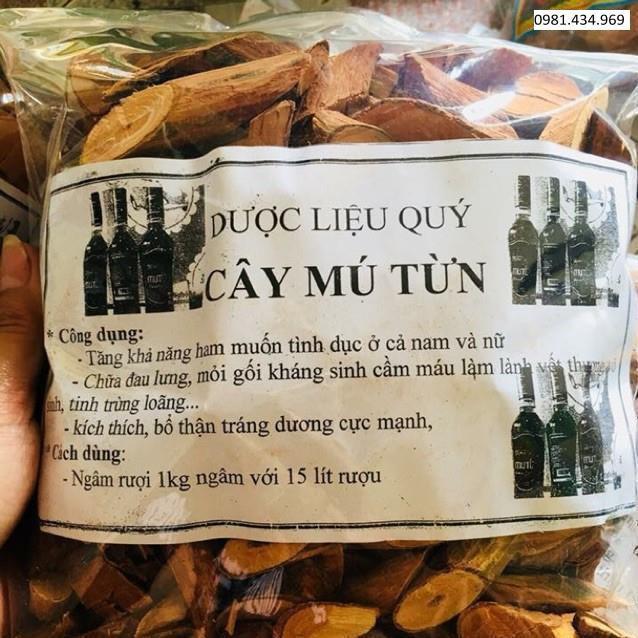 0981.434.969
DƯỢC LIỆU QUÝ
CÂY MÚ TỪN
* Công dụng:
- Tăng khả năng ham muốn tình dục ở cả nam và nữ
- Chữa đau lưng, mỏi gối kháng sinh cầm máu làm lành vết thương
sinh, tinh trùng loãng...
- kích thích, bổ thận tráng dương cực mạnh,
* Cách dùng:
- Ngâm rượi 1kg ngâm với 15 lít rượu